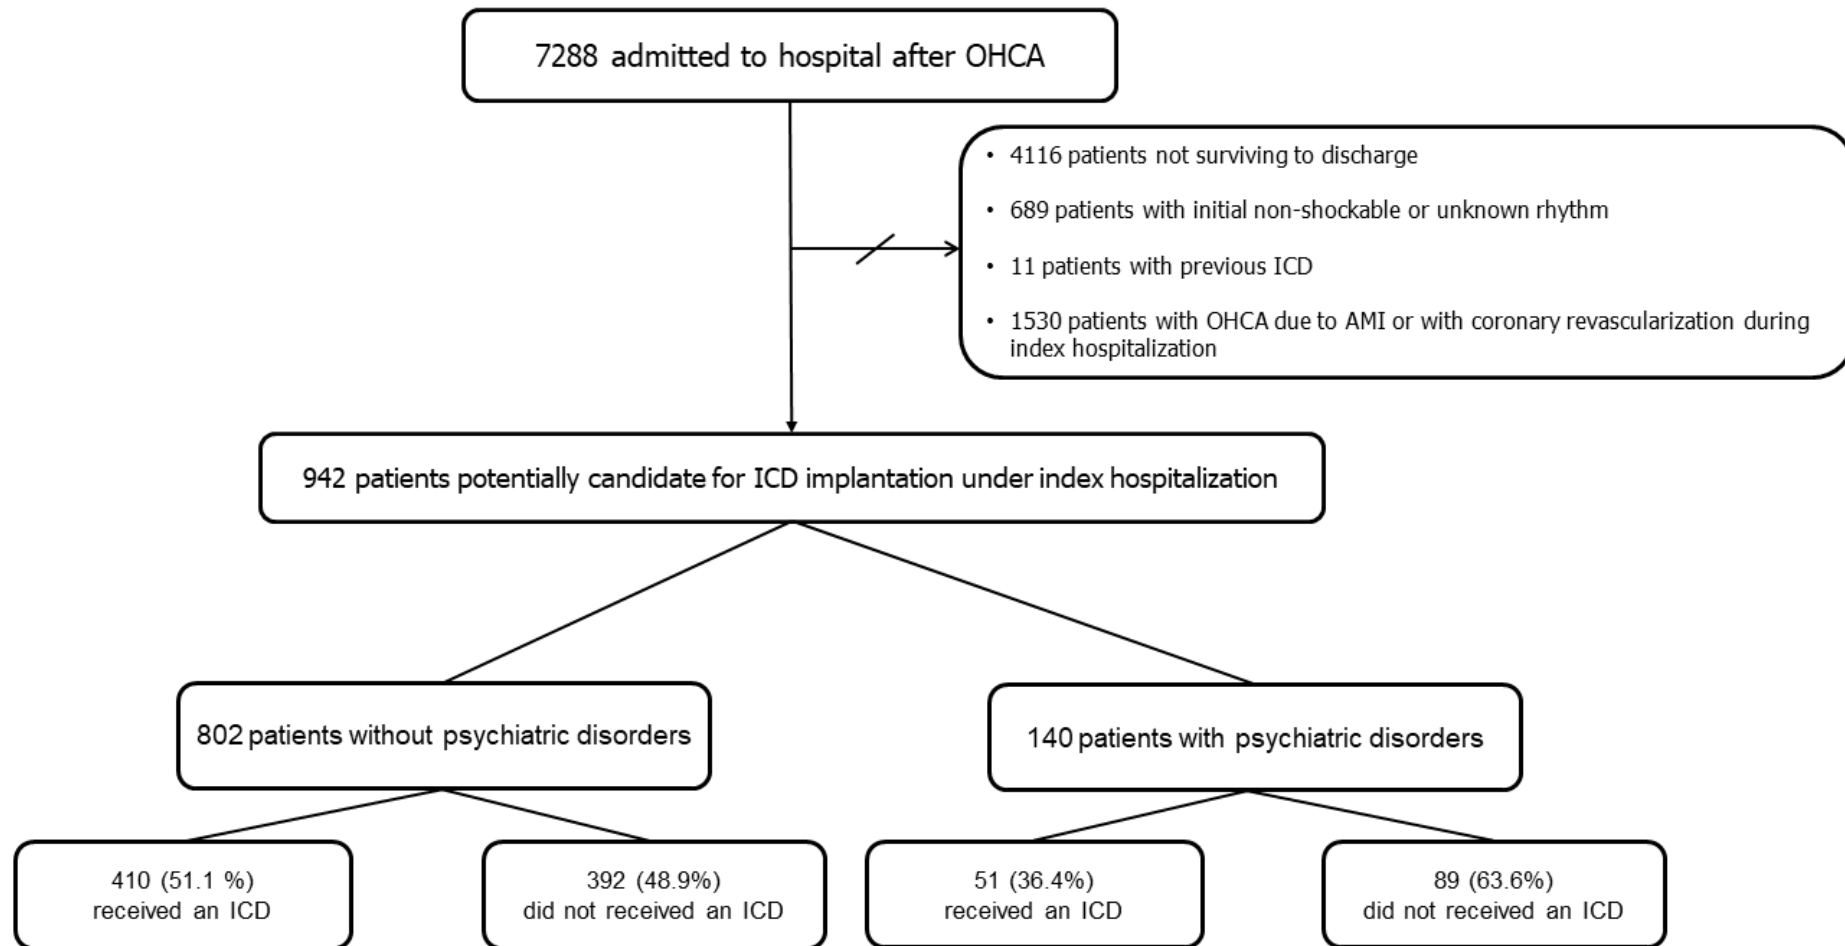 7288 admitted to hospital after OHCA
• 4116 patients not surviving to discharge
• 689 patients with initial non-shockable or unknown rhythm
• 11 patients with previous ICD
• 1530 patients with OHCA due to AMI or with coronary revascularization during
index hospitalization
942 patients potentially candidate for ICD implantation under index hospitalization
802 patients without psychiatric disorders
140 patients with psychiatric disorders
410 (51.1 %)
received an ICD
392 (48.9%)
did not received an ICD
51 (36.4%)
received an ICD
89 (63.6%)
did not received an ICD